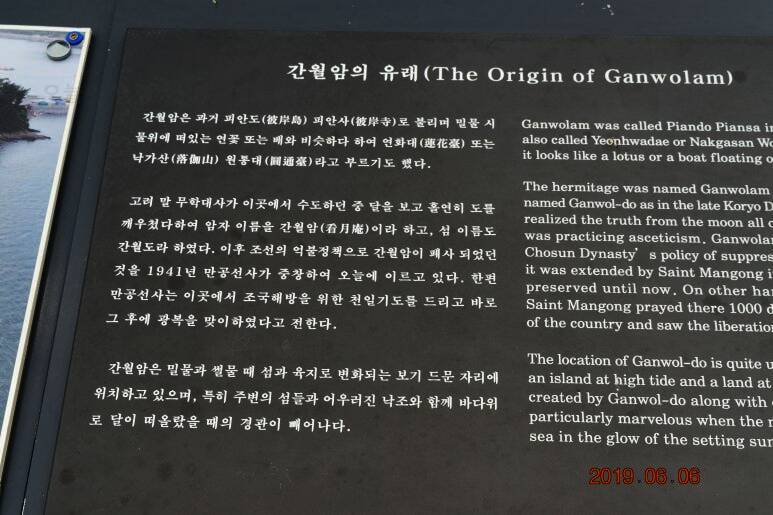 간월암의 유래(The Origin of Ganwolam)
간월암은 과거 피안도(彼岸島) 피안사(彼岸寺)로 불리며 밀물 시
물위에 떠있는 연꽃 또는 배와 비슷하다 하여 연화대(蓮花臺) 또는
낙가산(落伽山) 원통대(圓通臺)라고 부르기도 했다.
고려 말 무학대사가 이곳에서 수도하던 중 달을 보고 홀연히 도를
깨우쳤다하여 암자 이름을 간월암(看月庵)이라 하고, 섬 이름도
간월도라 하였다. 이후 조선의 억불정책으로 간월암이 폐사 되었던
것을 1941년 만공선사가 중창하여 오늘에 이르고 있다. 한편
만공선사는 이곳에서 조국해방을 위한 천일기도를 드리고 바로
그 후에 광복을 맞이하였다고 전한다.
간월암은 밀물과 썰물 때 섬과 육지로 변화되는 보기 드문 자리에
위치하고 있으며, 특히 주변의 섬들과 어우러진 낙조와 함께 바다위
로 달이 떠올랐을 때의 경관이 빼어나다.
Ganwolam was called Piando Piansa in
also called Yeonhwadae or Nakgasan Wo
it looks like a lotus or a boat floating o
The hermitage was named Ganwolam
named Ganwol-do as in the late Koryo D
realized the truth from the moon all o
was practicing asceticism. Ganwolam
Chosun Dynasty's policy of suppres
it was extended by Saint Mangong i
preserved until now. On other han
Saint Mangong prayed there 1000 d
of the country and saw the liberation
The location of Ganwol-do is quite u
an island at high tide and a land at
created by Ganwol-do along with
particularly marvelous when the m
sea in the glow of the setting sun
2019.06.06